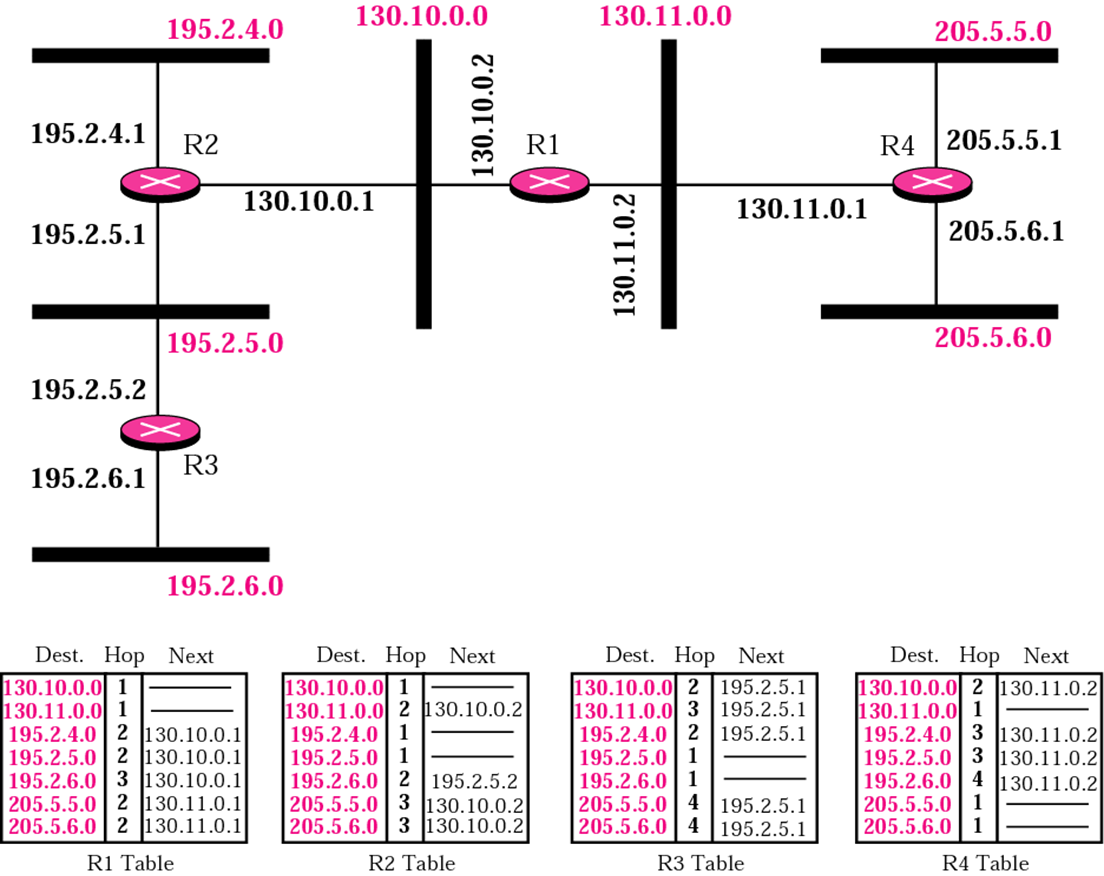 130.10.0.0 130.11.0.0
195.2.4.0 205.5.5.0
130.10.0.2
195.2.4.1 R2 R1 R4 205.5.5.1
130.10.0.1 130.11.0.1
195.2.5.1 130.11.0.2 205.5.6.1
195.2.5.0 205.5.6.0
195.2.5.2
R3
195.2.6.1
195.2.6.0
Dest. Hop Next
130.10.0.0 1
130.11.0.0 1
195.2.4.0 2 130.10.0.1
195.2.5.0 2 130.10.0.1
195.2.6.0 3 130.10.0.1
205.5.5.0 2 130.11.0.1
205.5.6.0 2 130.11.0.1
R1 Table
Dest. Hop Next
130.10.0.0 1
130.11.0.0 2 130.10.0.2
195.2.4.0 1
195.2.5.0 1
195.2.6.0 2 195.2.5.2
205.5.5.0 3 130.10.0.2
205.5.6.0 3 130.10.0.2
R2 Table
Dest. Hop Next
130.10.0.0 2 195.2.5.1
130.11.0.0 3 195.2.5.1
195.2.4.0 2 195.2.5.1
195.2.5.0 1
195.2.6.0 1
205.5.5.0 4 195.2.5.1
205.5.6.0 4 195.2.5.1
R3 Table
Dest. Hop Next
130.10.0.0 2 130.11.0.2
130.11.0.0 1
195.2.4.0 3 130.11.0.2
195.2.5.0 3 130.11.0.2
195.2.6.0 4 130.11.0.2
205.5.5.0 1
205.5.6.0 1
R4 Table